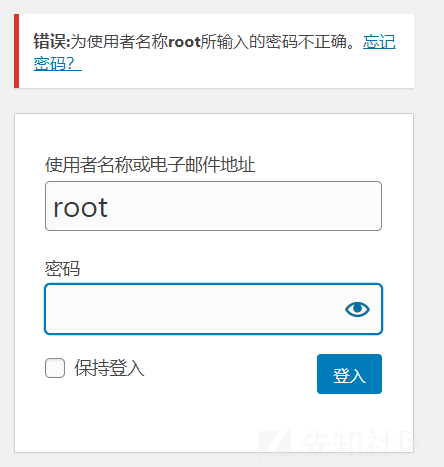 错误:为使用者名称root所输入的密码不正确。忘记
密码？
使用者名称或电子邮件地址
root
密码
保持登入
登入
先知社区